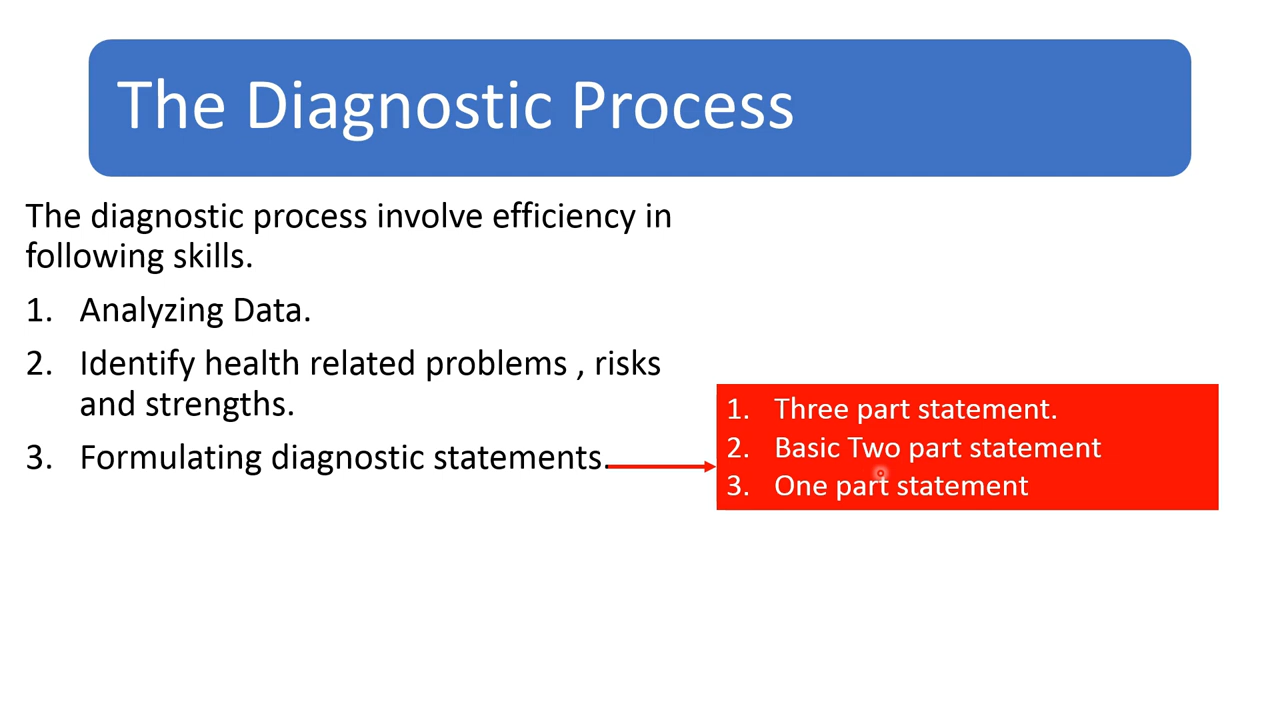 The Diagnostic Process
The diagnostic process involve efficiency in
following skills.
1. Analyzing Data.
2. Identify health related problems , risks
and strengths.
3. Formulating diagnostic statements.
1. Three part statement.
2. Basic Two part statement
3. One part statement